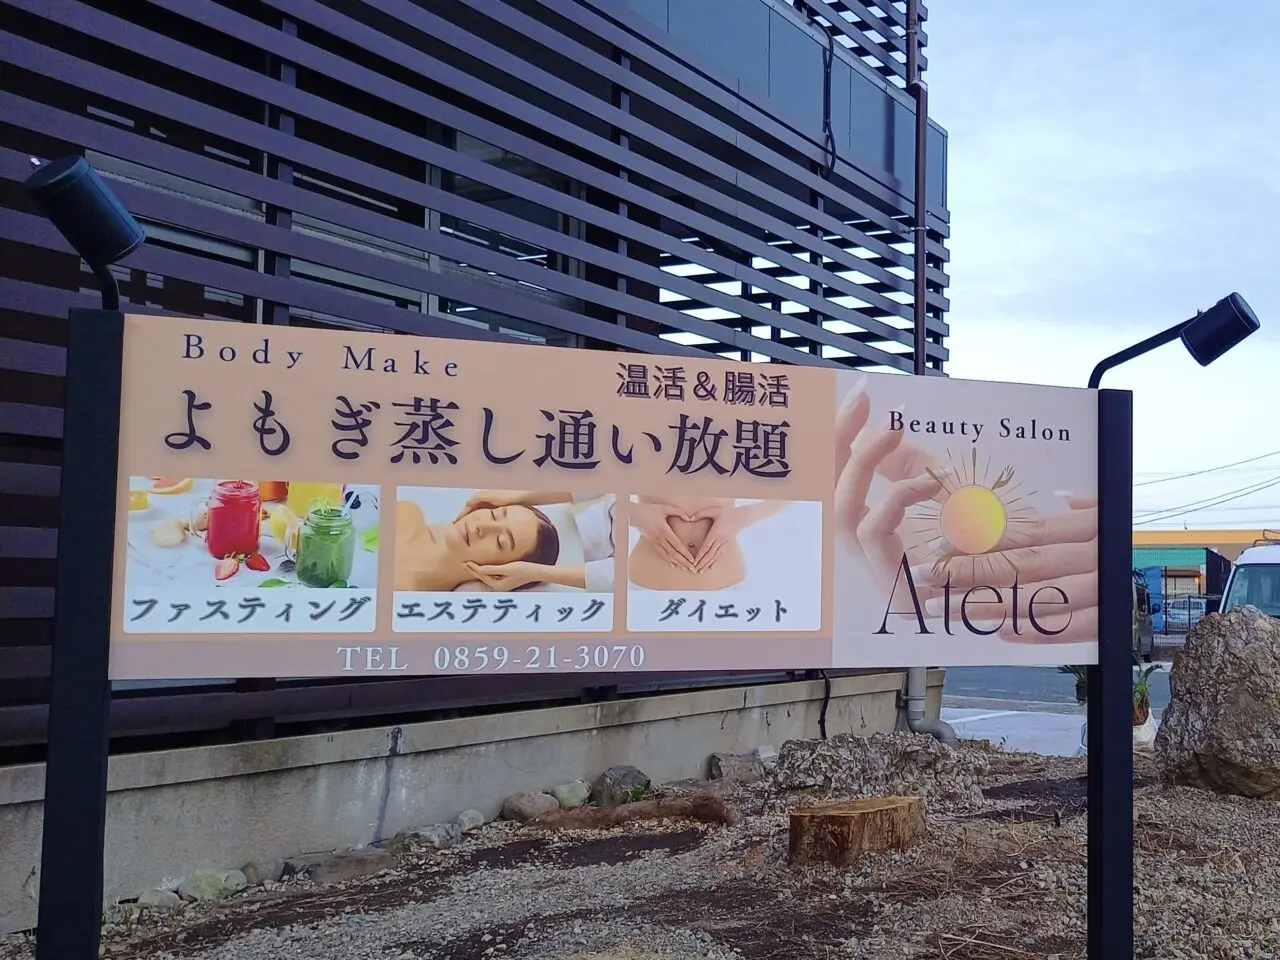 Body Make
温活＆腸活
よもぎ蒸し通い放題
ファスティング
エステティック
ダイエット
TEL 0859-21-3070
Beauty Salon
Atete